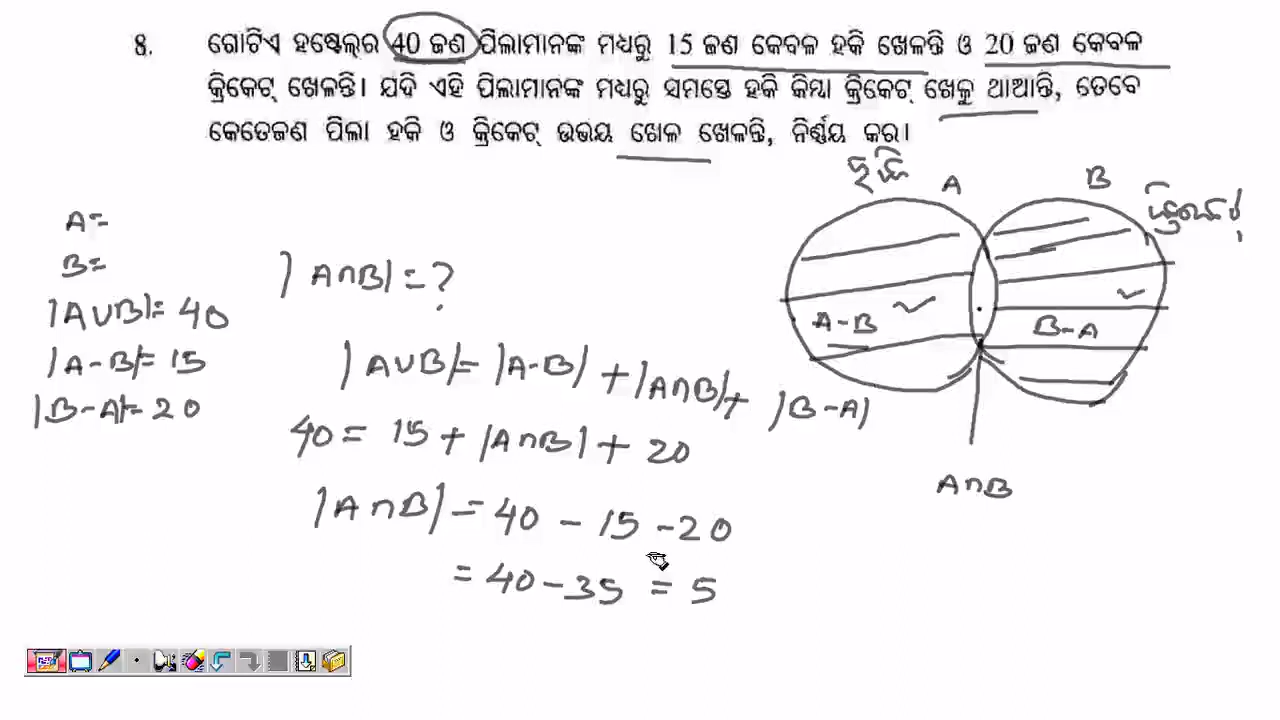 8. ଗୋଟିଏ ହଷ୍ଟେଲ୍‌ର 40 ଜଣ ପିଲାମାନଙ୍କ ମଧ୍ୟରୁ 15 ଜଣ କେବଳ ହକି ଖେଳନ୍ତି ଓ 20 ଜଣ କେବଳ
କ୍ରିକେଟ୍ ଖେଳନ୍ତି। ଯଦି ଏହି ପିଲାମାନଙ୍କ ମଧ୍ୟରୁ ସମସ୍ତେ ହକି କିମ୍ବା କ୍ରିକେଟ୍ ଖେଳୁ ଥାଆନ୍ତି, ତେବେ
କେତେଜଣ ପିଲା ହକି ଓ କ୍ରିକେଟ୍ ଉଭୟ ଖେଳ ଖେଳନ୍ତି, ନିର୍ଣ୍ଣୟ କର।
ହକି A B କ୍ରିକେଟ୍
A=
B=
|A∩B| = ?
|A∪B| = 40
A-B B-A
|A-B| = 15
|A∪B| = |A-B| + |A∩B| + |B-A|
|B-A| = 20
40 = 15 + |A∩B| + 20
A∩B
|A∩B| = 40 - 15 - 20
= 40 - 35 = 5